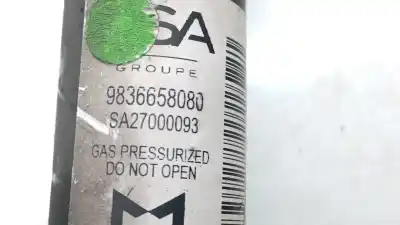 SA
GROUPE
9836658080
SA27000093
GAS PRESSURIZED
DO NOT OPEN